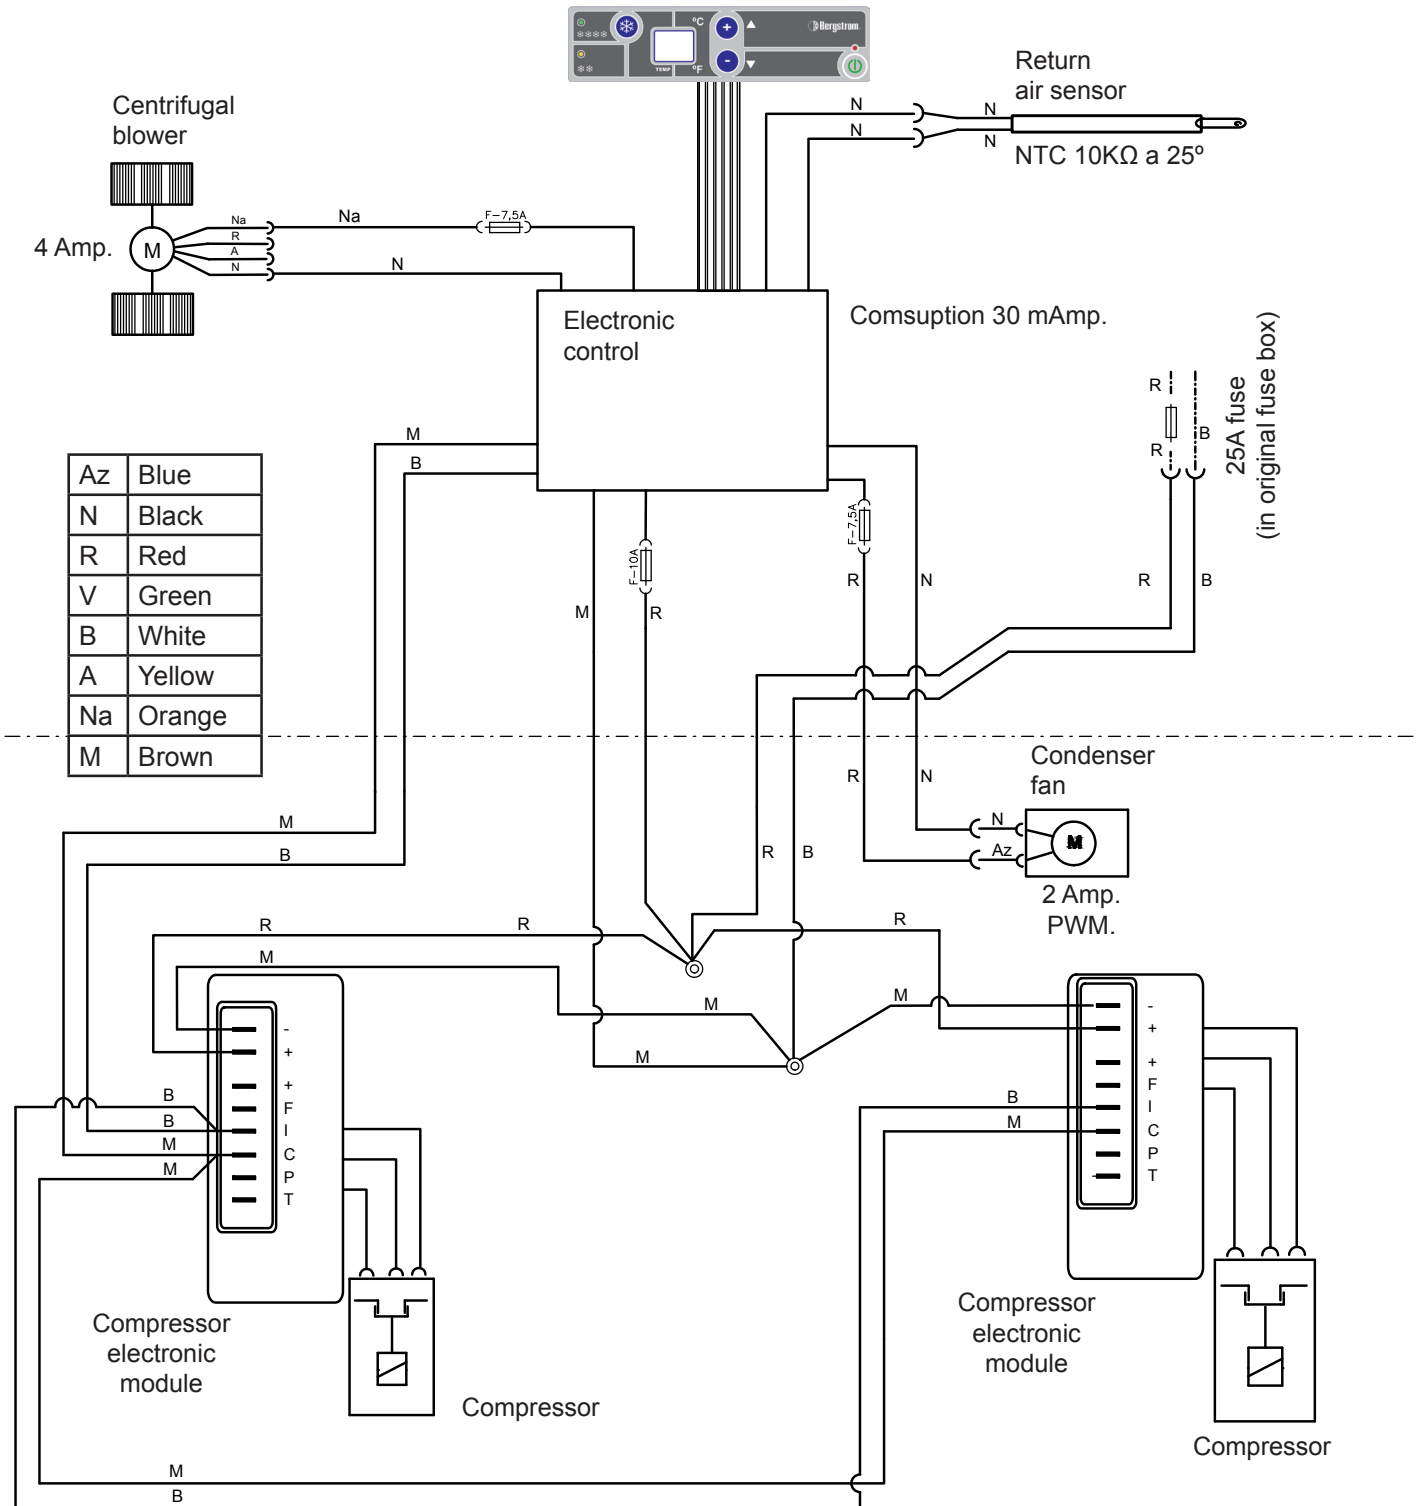 °C
Bergstrom
TEMP
°F
+
-
Return
air sensor
N
N
N
N
NTC 10KΩ a 25º
Centrifugal
blower
4 Amp.
M
Na
R
A
N
Na
N
F-7,5A
Electronic
control
Comsuption 30 mAmp.
25A fuse
(in original fuse box)
R
R
B
M
B
Az Blue
N Black
R Red
V Green
B White
A Yellow
Na Orange
M Brown
F-10A
F-7,5A
M
R
R
N
R
B
Condenser
fan
R
N
N
Az
M
2 Amp.
PWM.
M
B
R
B
R
R
R
M
M
M
M
-
+
+
F
I
C
P
T
B
B
M
M
-
+
+
F
I
C
P
T
B
M
Compressor
electronic
module
Compressor
Compressor
electronic
module
Compressor
M
B